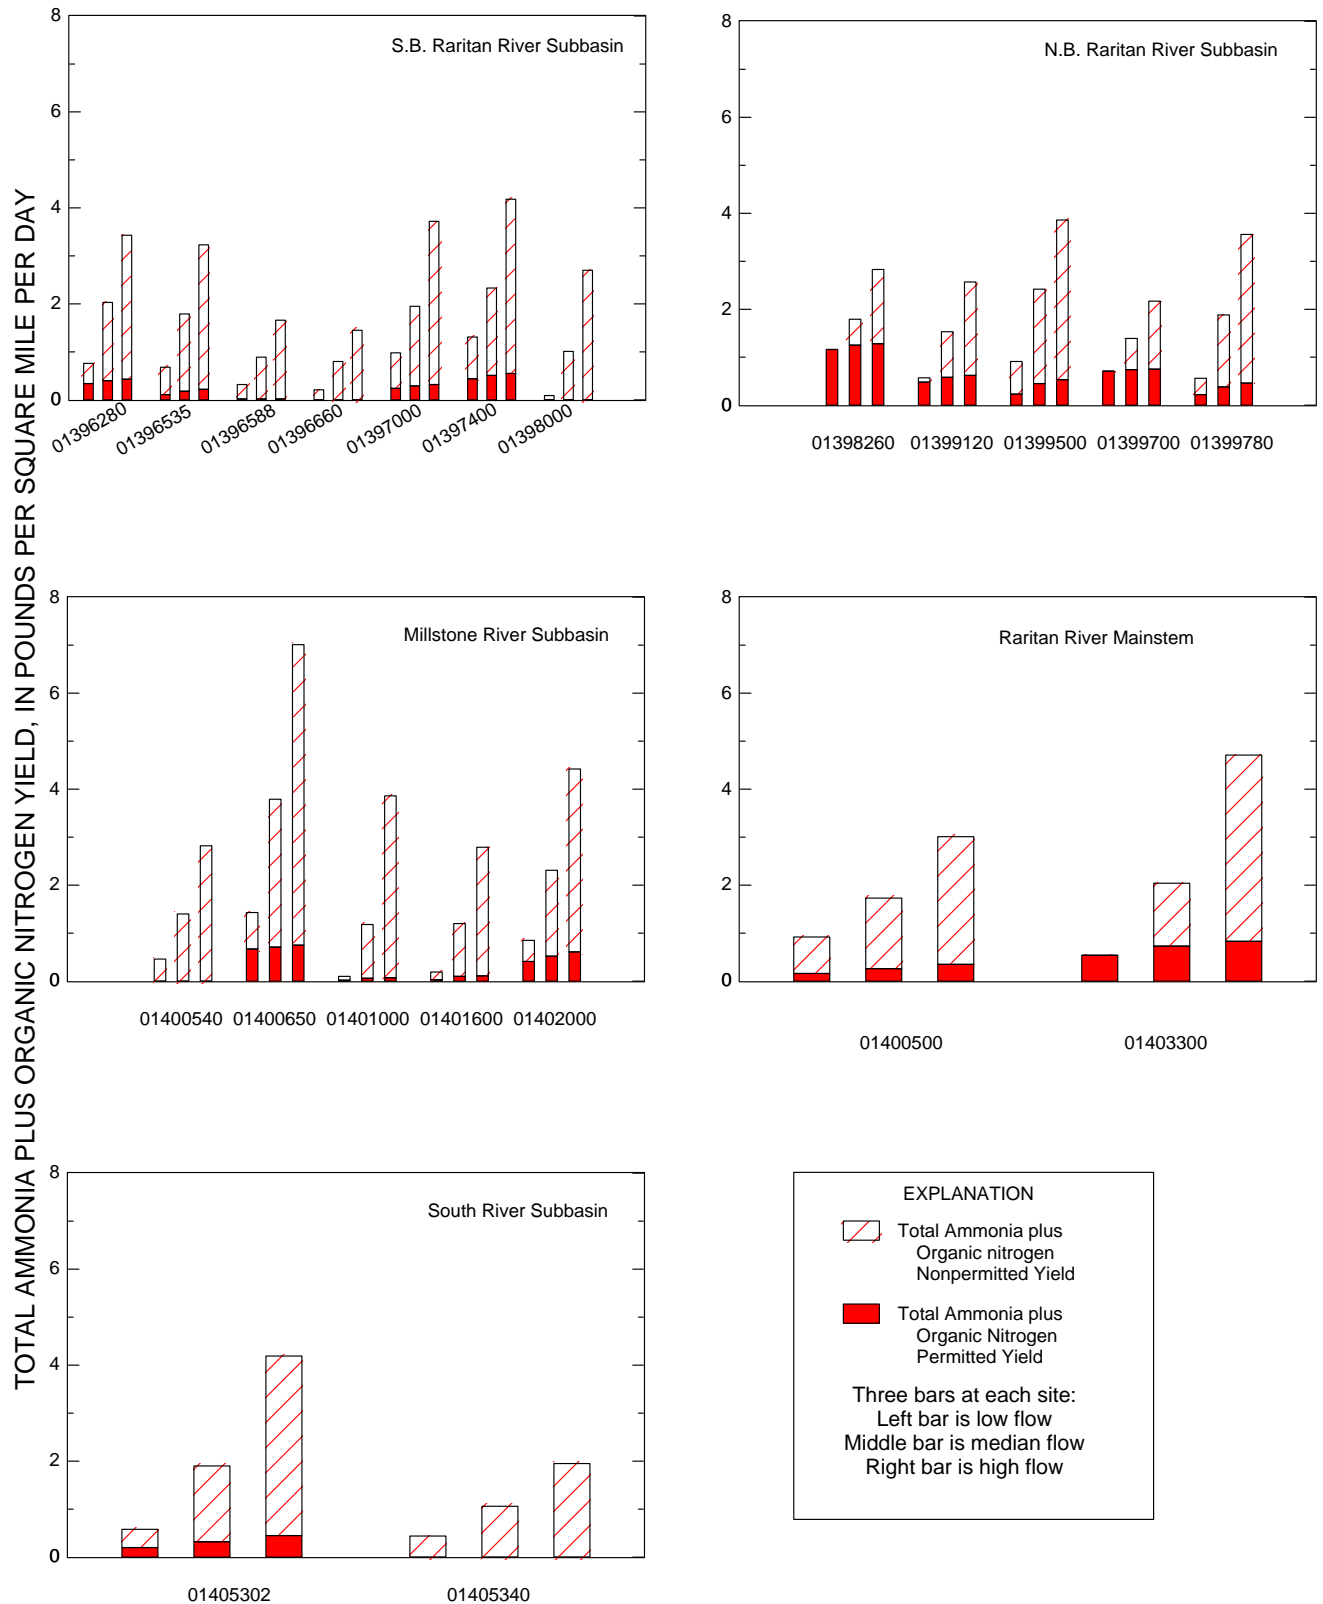 TOTAL AMMONIA PLUS ORGANIC NITROGEN YIELD, IN POUNDS PER SQUARE MILE PER DAY
S.B. Raritan River Subbasin
8
6
4
2
0
01396280
01396535
01396588
01396660
01397000
01397400
01398000
N.B. Raritan River Subbasin
8
6
4
2
0
01398260 01399120 01399500 01399700 01399780
Millstone River Subbasin
8
6
4
2
0
01400540 01400650 01401000 01401600 01402000
Raritan River Mainstem
8
6
4
2
0
01400500 01403300
South River Subbasin
8
6
4
2
0
01405302 01405340
EXPLANATION
Total Ammonia plus
Organic nitrogen
Nonpermitted Yield
Total Ammonia plus
Organic Nitrogen
Permitted Yield
Three bars at each site:
Left bar is low flow
Middle bar is median flow
Right bar is high flow